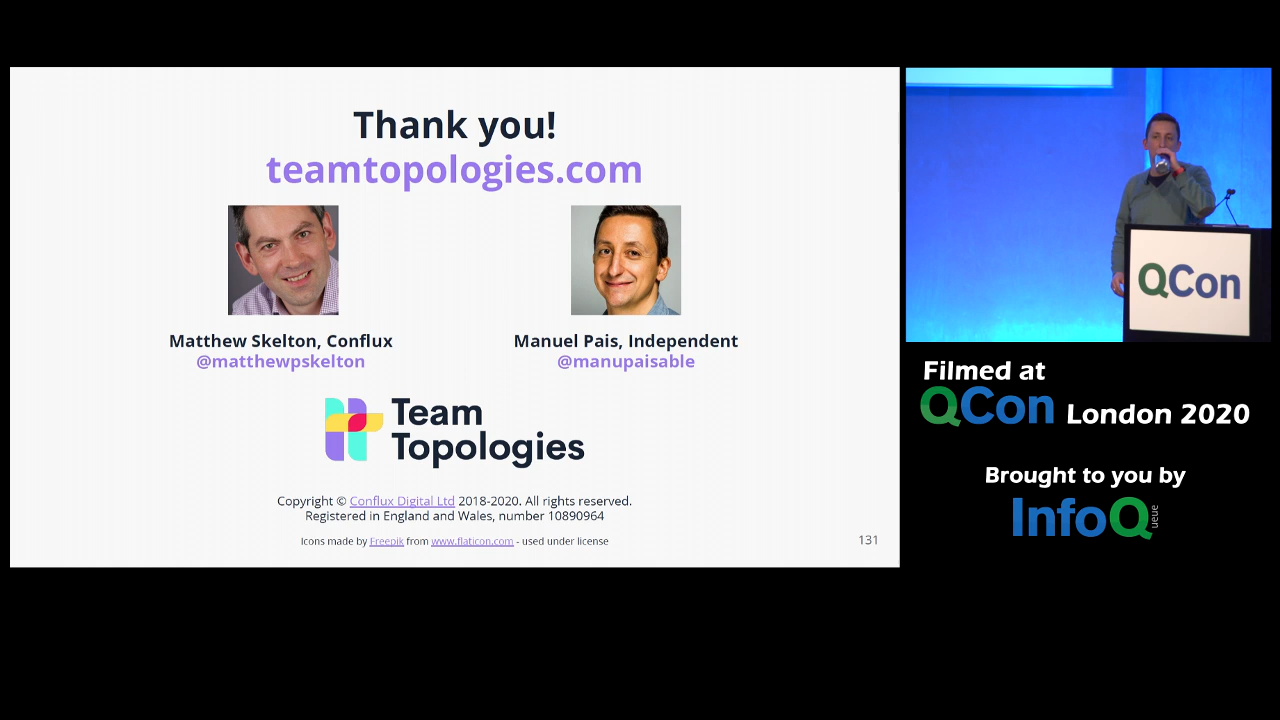 Thank you!
teamtopologies.com
Matthew Skelton, Conflux
@matthewpskelton
Manuel Pais, Independent
@manupaisable
Team
Topologies
Copyright © Conflux Digital Ltd 2018-2020. All rights reserved.
Registered in England and Wales, number 10890964
Icons made by Freepik from www.flaticon.com - used under license
131
QCon
Filmed at
QCon London 2020
Brought to you by
InfoQ
ueue